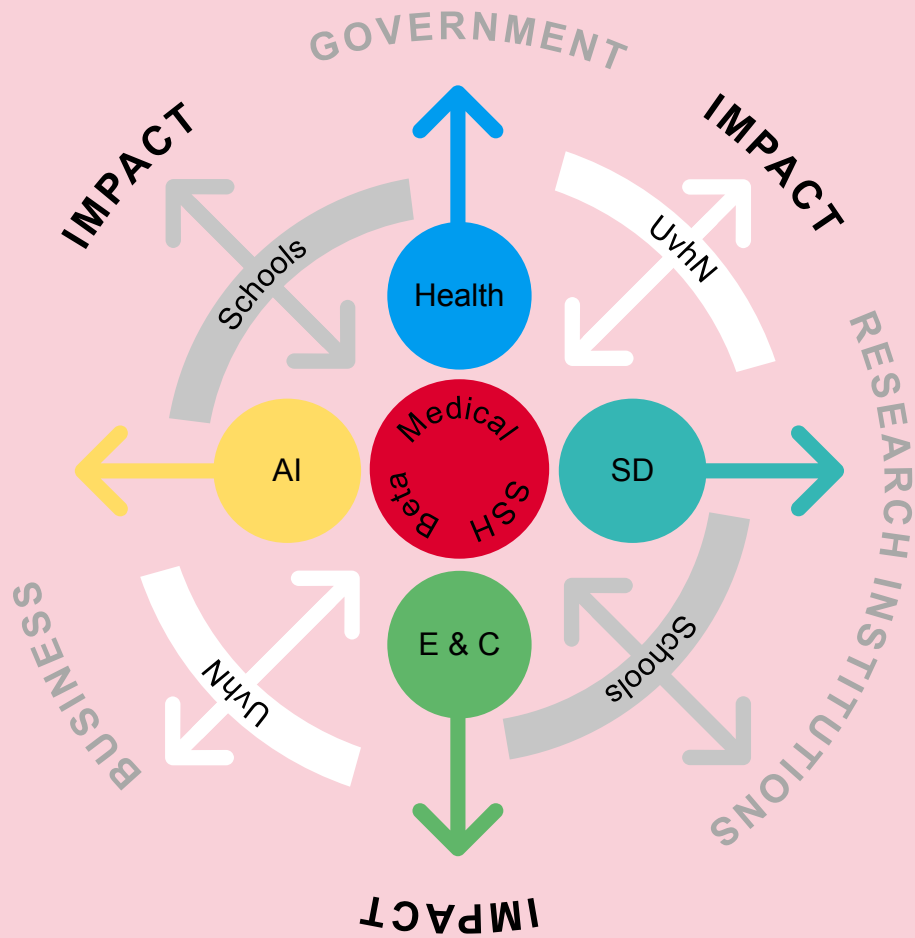 GOVERNMENT
IMPACT
IMPACT
Schools
UvhN
Health
RESEARCH INSTITUTIONS
Medical
AI
SD
Beta
SSH
BUSINESS
E & C
UvhN
Schools
IMPACT